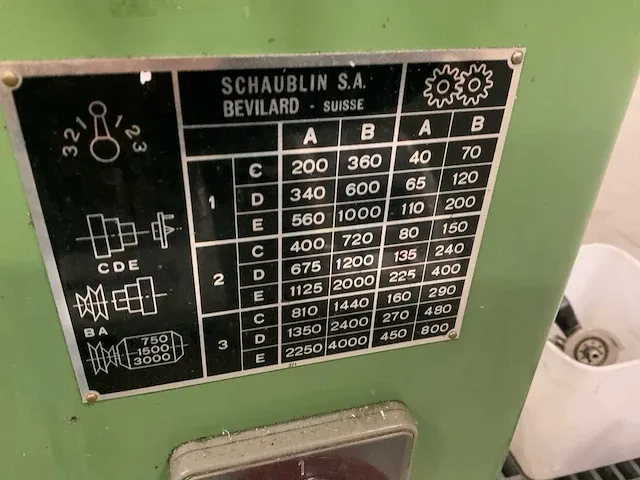 SCHAUBLIN S.A.
BEVILARD - SUISSE
3 2 1 1 2 3
A B A B
1 C 200 360 40 70
D 340 600 65 120
E 560 1000 110 200
2 C 400 720 80 150
D 675 1200 135 240
E 1125 2000 225 400
3 C 810 1440 160 290
D 1350 2400 270 480
E 2250 4000 450 800
CDE
B A
750
1500
3000
1